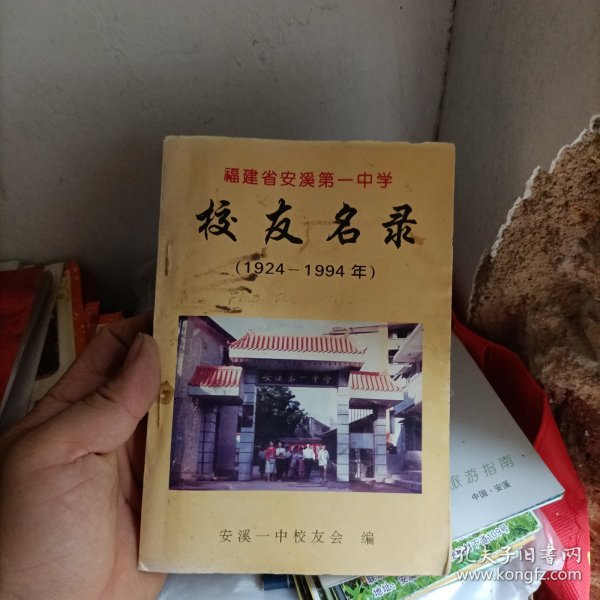 福建省安溪第一中学
校友名录
(1924－1994年)
安溪第一中学
安溪一中校友会 编
旅游指南
中国·安溪
孔夫子旧书网
www.kongfz.com